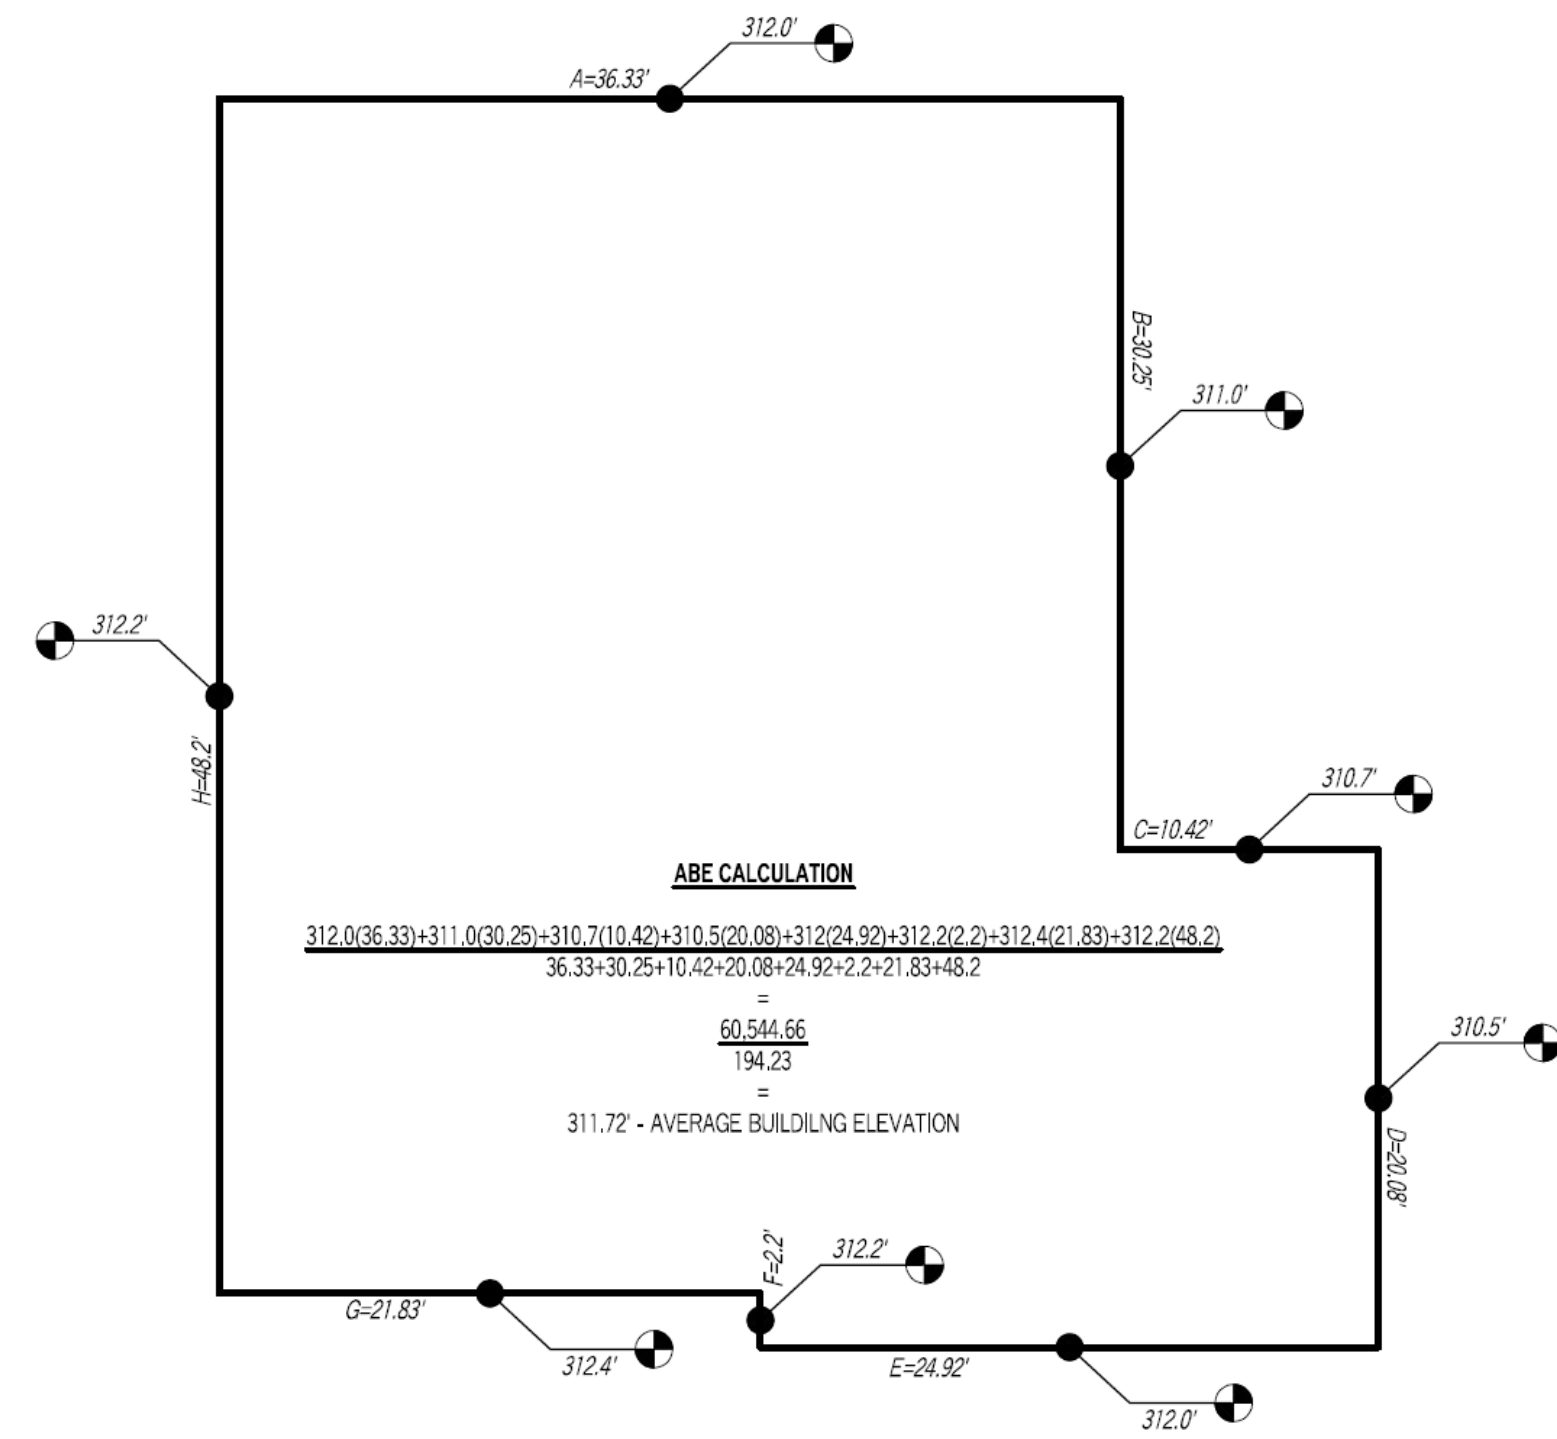 312.0'
A=36.33'
B=30.25'
311.0'
312.2'
H=48.2'
310.7'
C=10.42'
ABE CALCULATION
312.0(36.33)+311.0(30.25)+310.7(10.42)+310.5(20.08)+312(24.92)+312.2(2.2)+312.4(21.83)+312.2(48.2)
36.33+30.25+10.42+20.08+24.92+2.2+21.83+48.2
=
60,544.66
194.23
=
311.72' - AVERAGE BUILDILNG ELEVATION
310.5'
D=20.08'
F=2.2'
312.2'
G=21.83'
312.4'
E=24.92'
312.0'